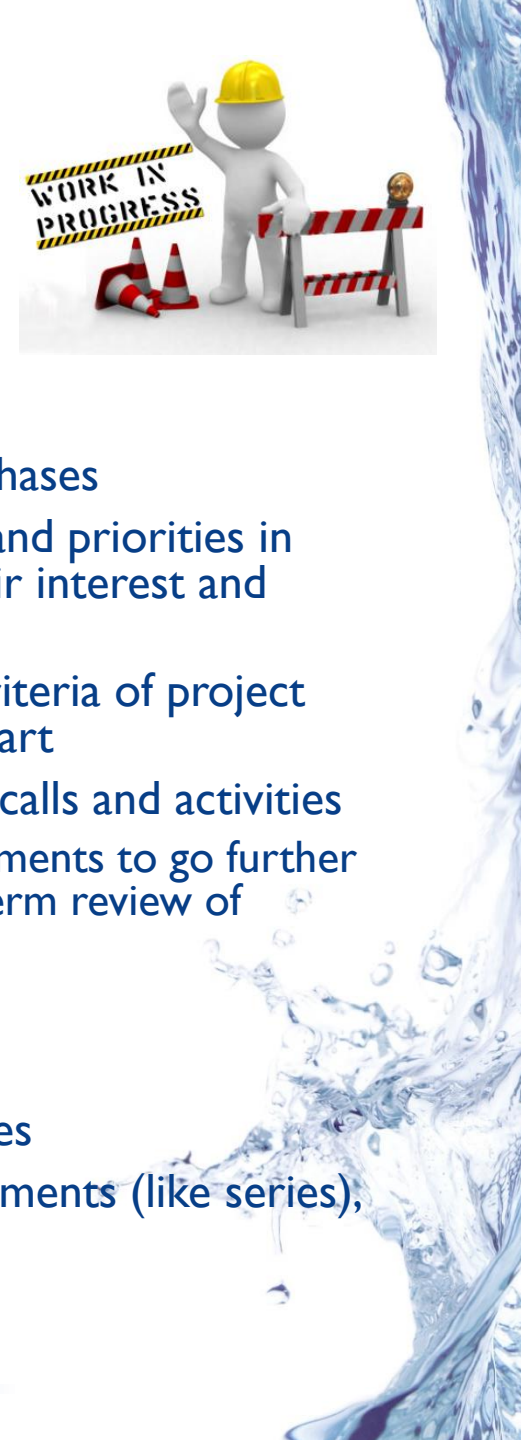 WORK IN
PROGRESS
hases
and priorities in
ir interest and
riteria of project
art
calls and activities
ments to go further
erm review of
es
ments (like series),